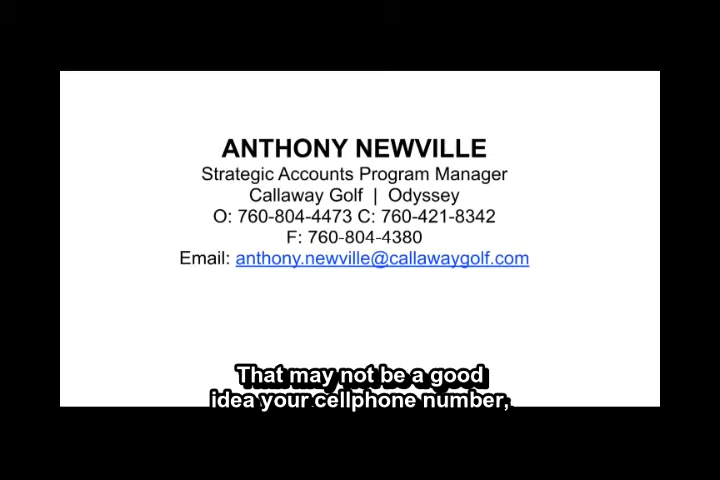 ANTHONY NEWVILLE
Strategic Accounts Program Manager
Callaway Golf | Odyssey
O: 760-804-4473 C: 760-421-8342
F: 760-804-4380
Email: anthony.newville@callawaygolf.com
That may not be a good
idea your cellphone number,